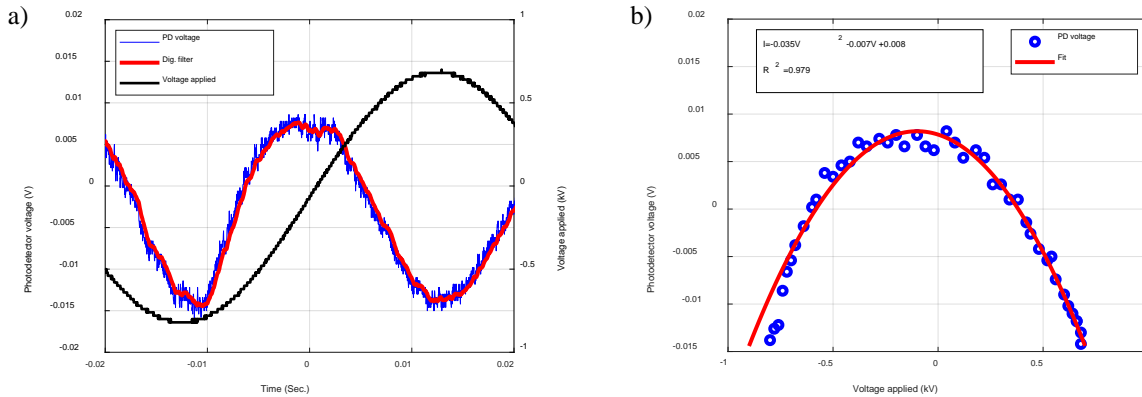 a)
0.02
0.015
0.01
0.005
0
-0.005
-0.01
-0.015
-0.02
Photodetector voltage (V)
PD voltage
Dig. filter
Voltage applied
1
0.5
0
-0.5
-1
Voltage applied (kV)
-0.02
-0.01
0
0.01
0.02
Time (Sec.)
b)
0.02
0.015
0.01
0.005
0
-0.005
-0.01
-0.015
Photodetector voltage (V)
I=-0.035V 2 -0.007V +0.008
R 2 =0.979
PD voltage
Fit
-1
-0.5
0
0.5
1
Voltage applied (kV)